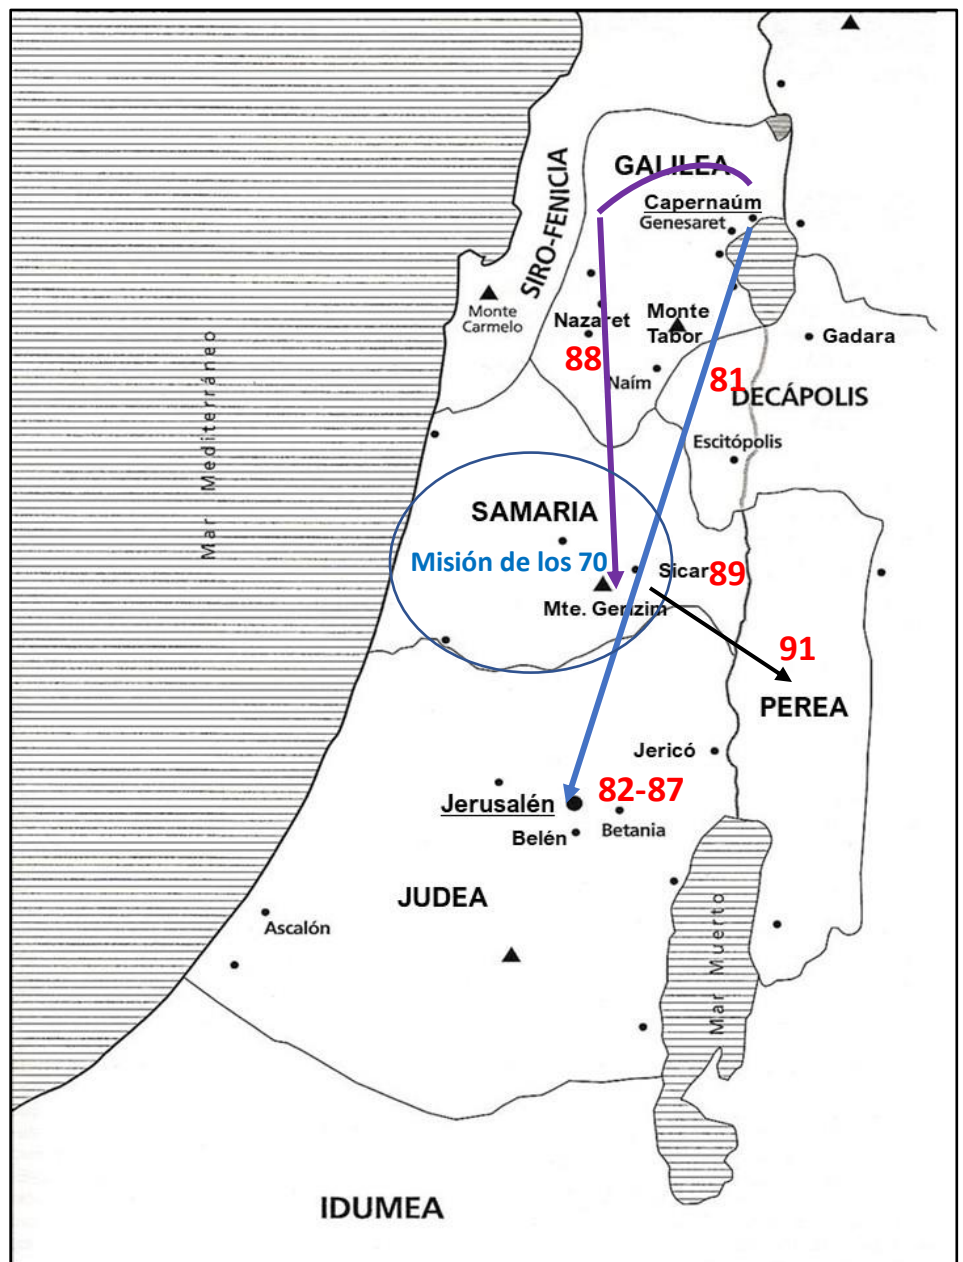 GALILEA
SIRO-FENICIA
Capernaúm
Genesaret
Monte
Carmelo
Nazaret
Monte
Tabor
Gadara
88
Naím
81
DECÁPOLIS
Mar Mediterráneo
Escitópolis
SAMARIA
Misión de los 70
Sicar
89
Mte. Gerizim
91
PEREA
Jericó
82-87
Jerusalén
Betania
Belén
JUDEA
Ascalón
Mar Muerto
IDUMEA